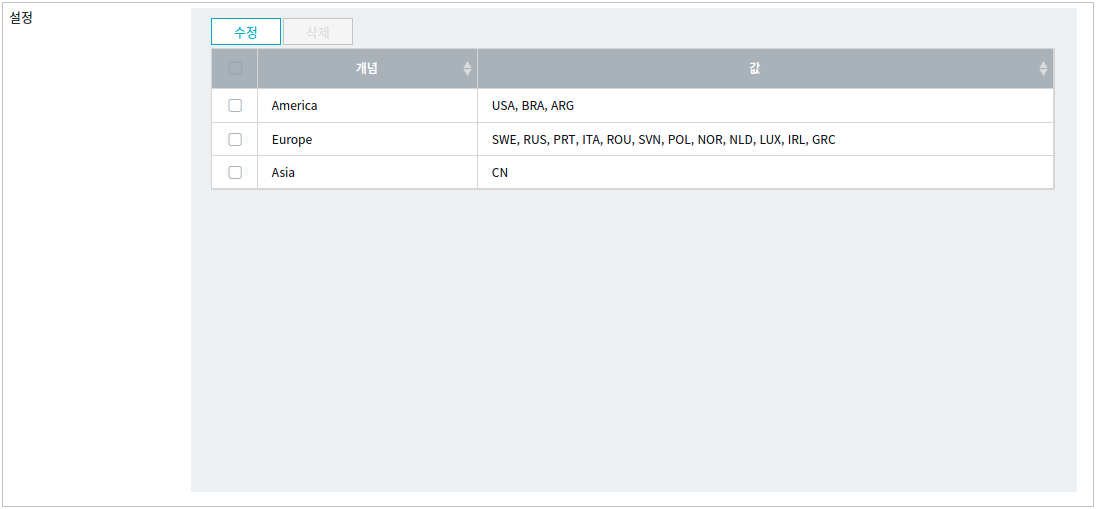 설정
수정 삭제
개념 값
America USA, BRA, ARG
Europe SWE, RUS, PRT, ITA, ROU, SVN, POL, NOR, NLD, LUX, IRL, GRC
Asia CN